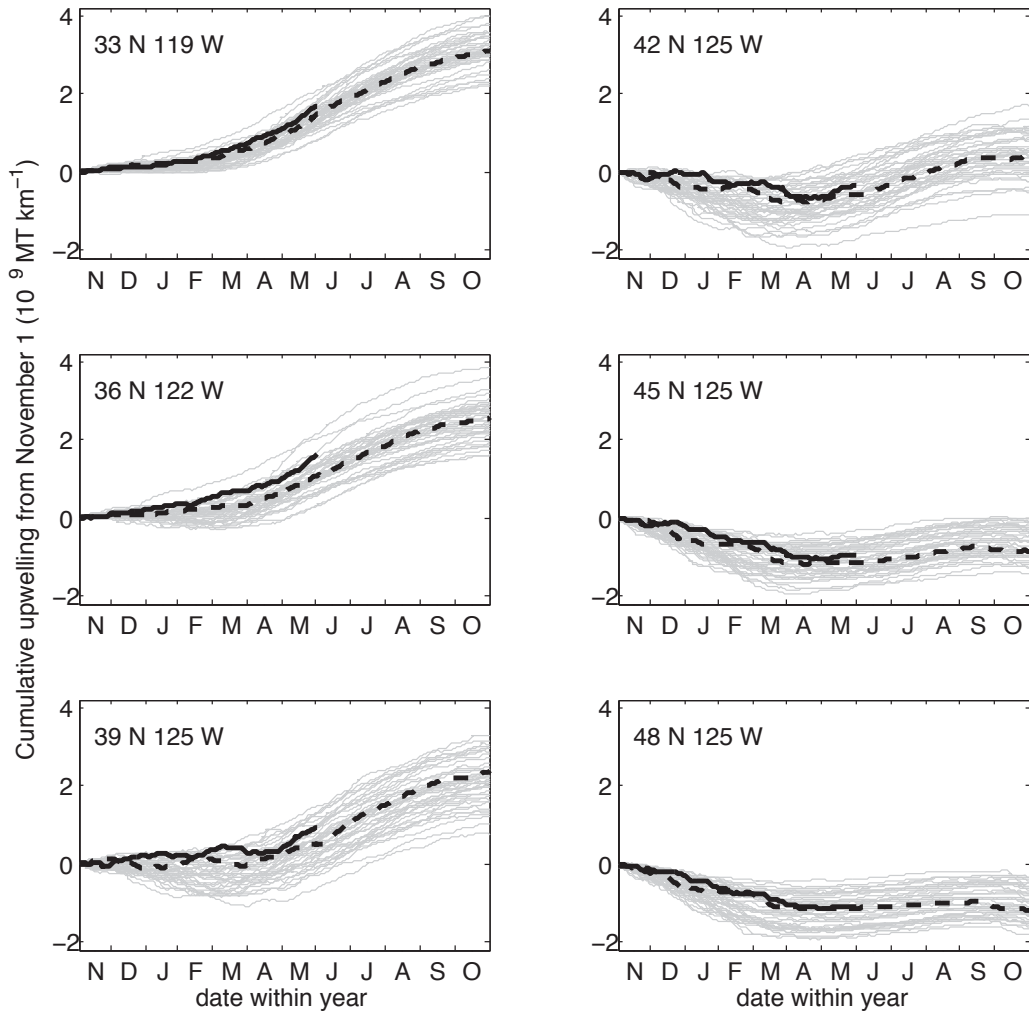 Cumulative upwelling from November 1 (10⁹ MT km⁻¹)
33 N 119 W
4
2
0
−2
N D J F M A M J J A S O
36 N 122 W
4
2
0
−2
N D J F M A M J J A S O
39 N 125 W
4
2
0
−2
N D J F M A M J J A S O
date within year
42 N 125 W
4
2
0
−2
N D J F M A M J J A S O
45 N 125 W
4
2
0
−2
N D J F M A M J J A S O
48 N 125 W
4
2
0
−2
N D J F M A M J J A S O
date within year